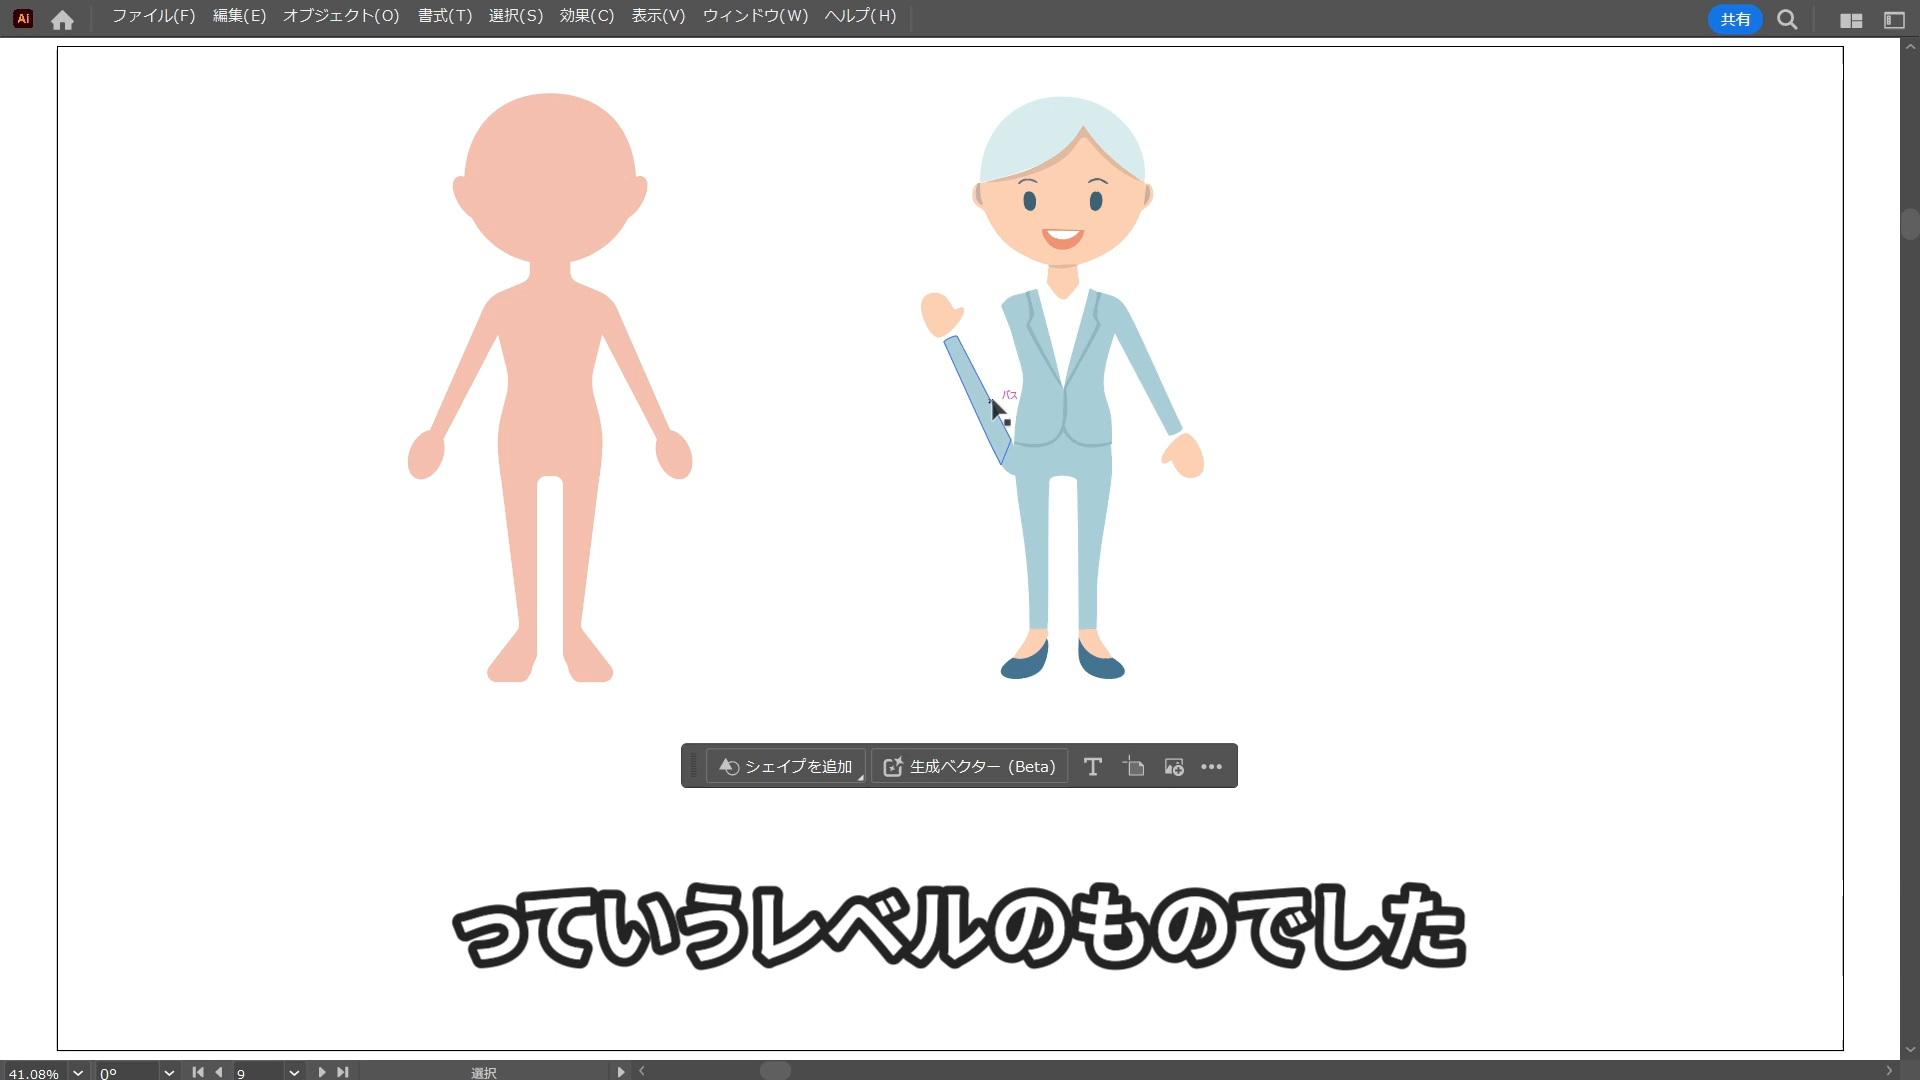 Ai ファイル(F) 編集(E) オブジェクト(O) 書式(T) 選択(S) 効果(C) 表示(V) ウィンドウ(W) ヘルプ(H) 共有
パス
シェイプを追加 生成ベクター (Beta) T
っていうレベルのものでした
41.08% 0° 9 選択